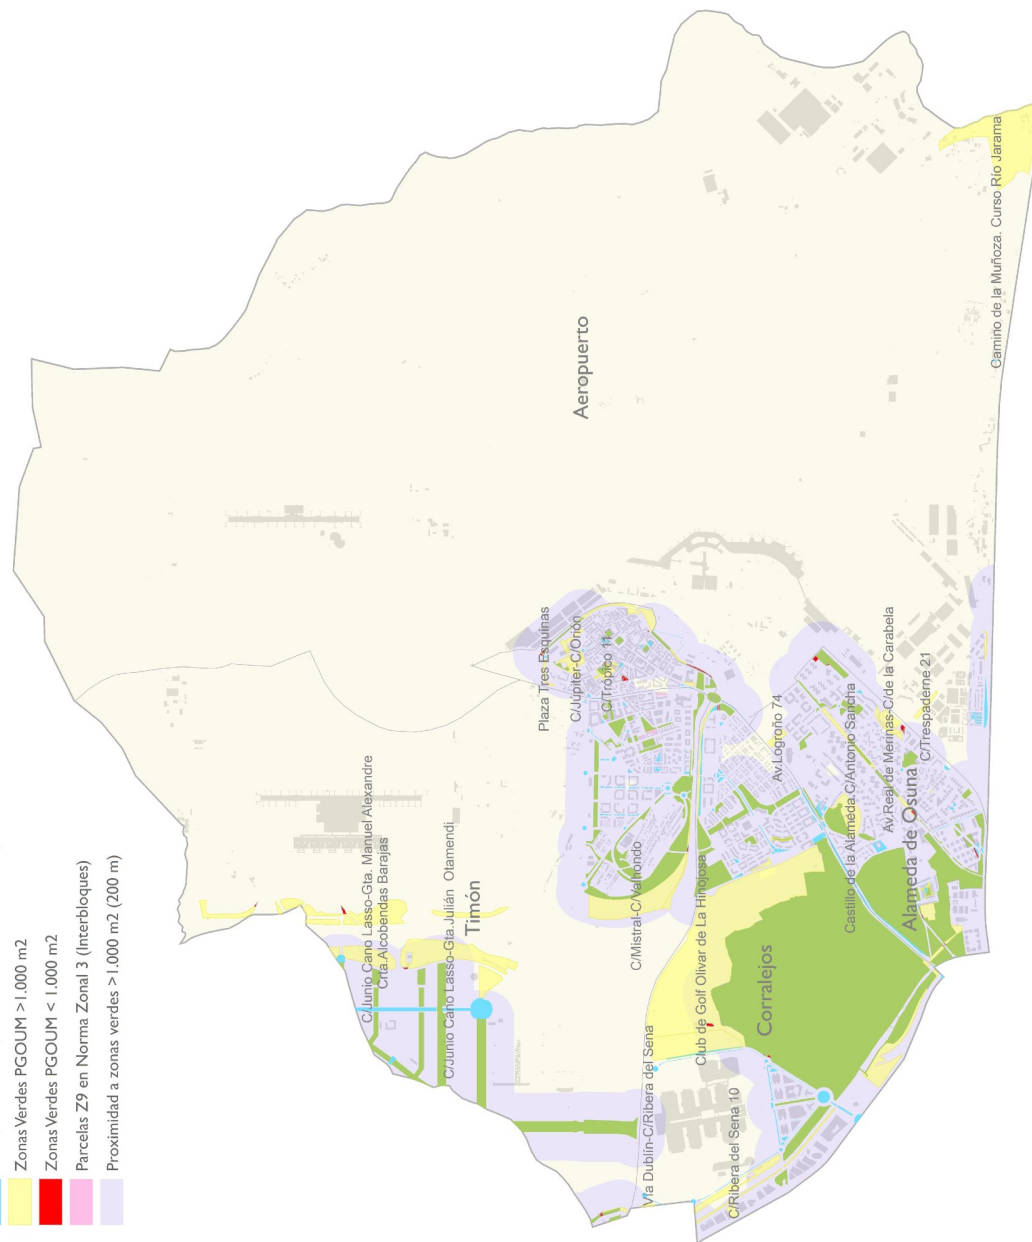 Zonas Verdes PGOUM >1.000 m2
Zonas Verdes PGOUM < 1.000 m2
Parcelas Z9 en Norma Zonal 3 (Interbloques)
Proximidad a zonas verdes >1.000 m2 (200 m)
Camino de la Muñoza. Curso Río Jarama
Aeropuerto
Plaza Tres Esquinas
C/Júpiter-C/Orión
C/Trópico 11
Av.Logroño 74
C/Junio Cano Lasso-Gta. Manuel Alexandre
Crta.Alcobendas Barajas
C/Junio Cano Lasso-Gta.Julián Otamendi
Timón
C/Mistral-C/Valhondo
Club de Golf Olivar de La Hinojosa
Corralejos
Castillo de la Alameda.C/Antonio Sancha
Av.Real de Merinas-C/de la Carabela
Alameda de Osuna
C/Trespaderne 21
Vía Dublín-C/Ribera del Sena
C/Ribera del Sena 10